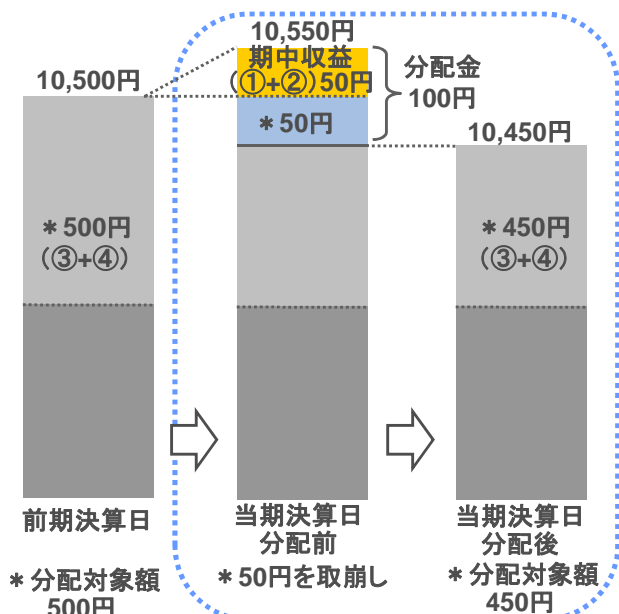 10,550円
期中収益
(①+②)50円
分配金
100円
10,500円
10,450円
＊50円
＊500円
(③+④)
＊450円
(③+④)
前期決算日
当期決算日
分配前
当期決算日
分配後
＊分配対象額
500円
＊50円を取崩し
＊分配対象額
450円